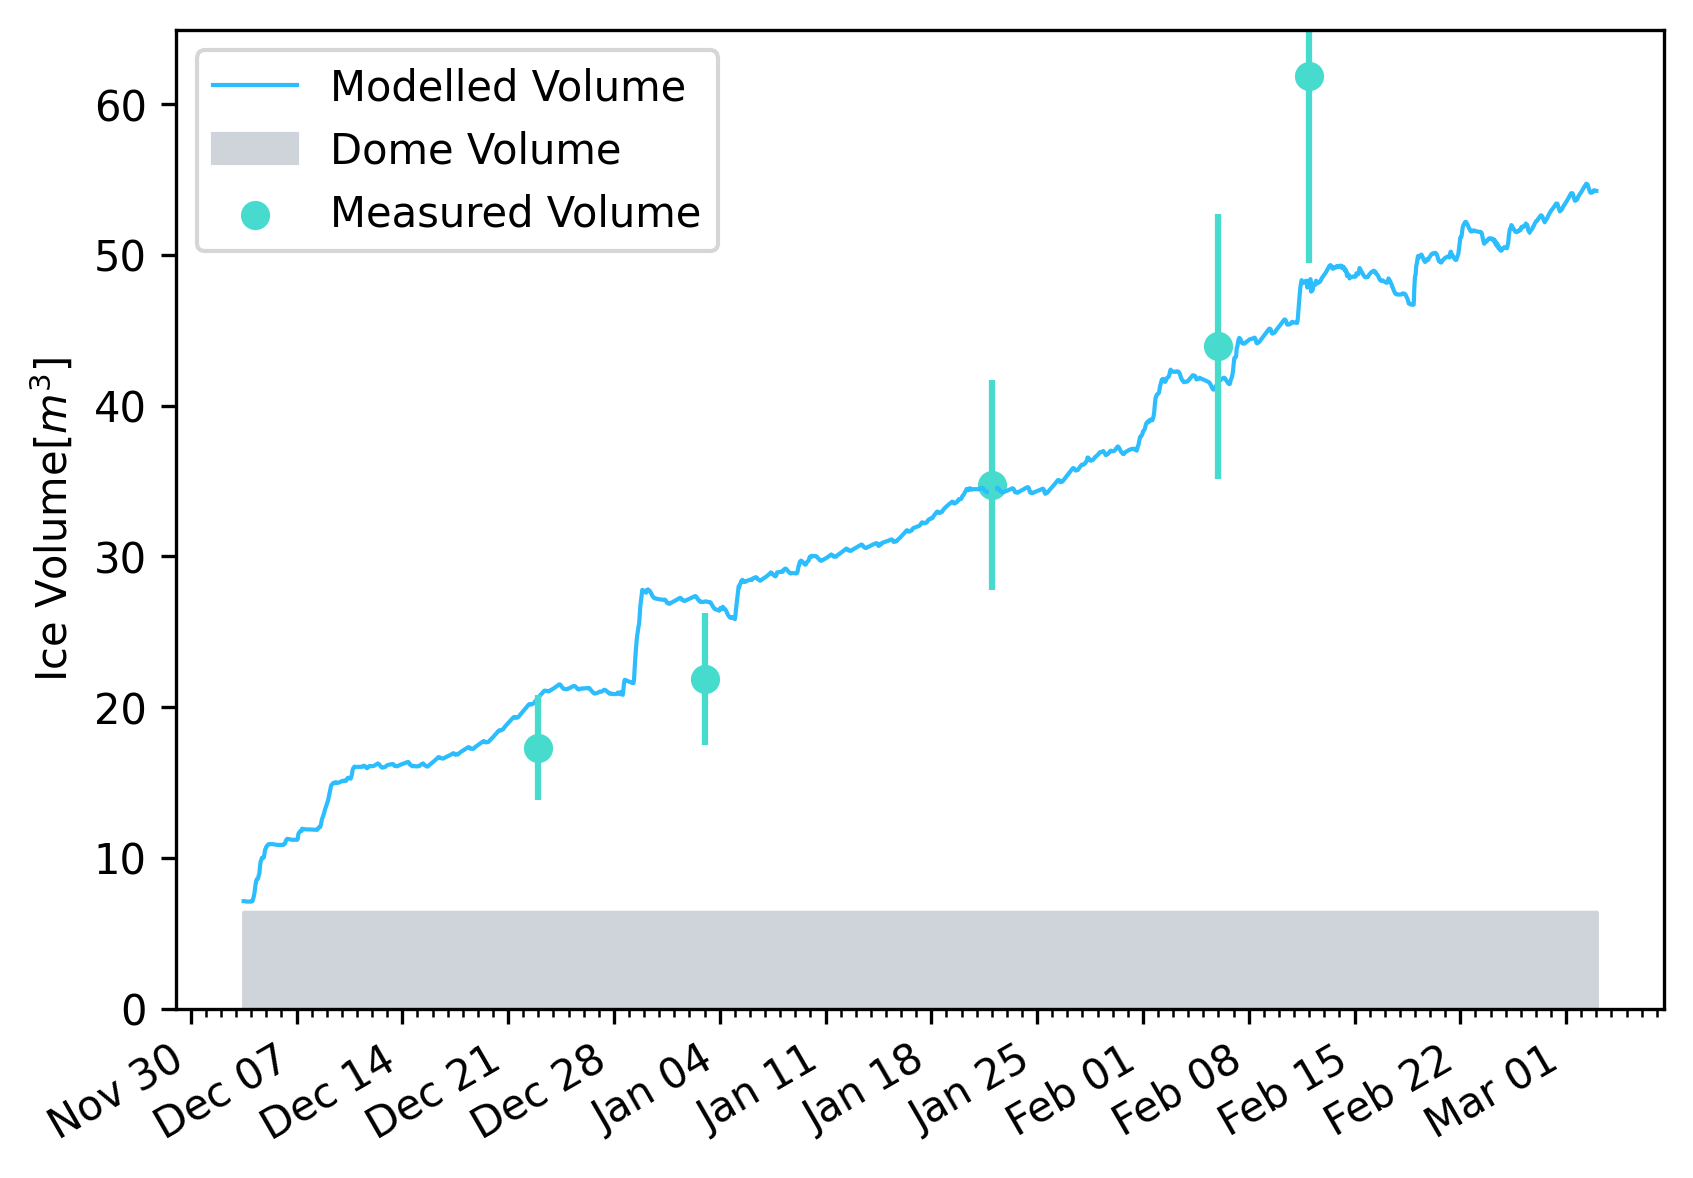 Modelled Volume
Dome Volume
Measured Volume
Ice Volume[m³]
60
50
40
30
20
10
0
Nov 30
Dec 07
Dec 14
Dec 21
Dec 28
Jan 04
Jan 11
Jan 18
Jan 25
Feb 01
Feb 08
Feb 15
Feb 22
Mar 01